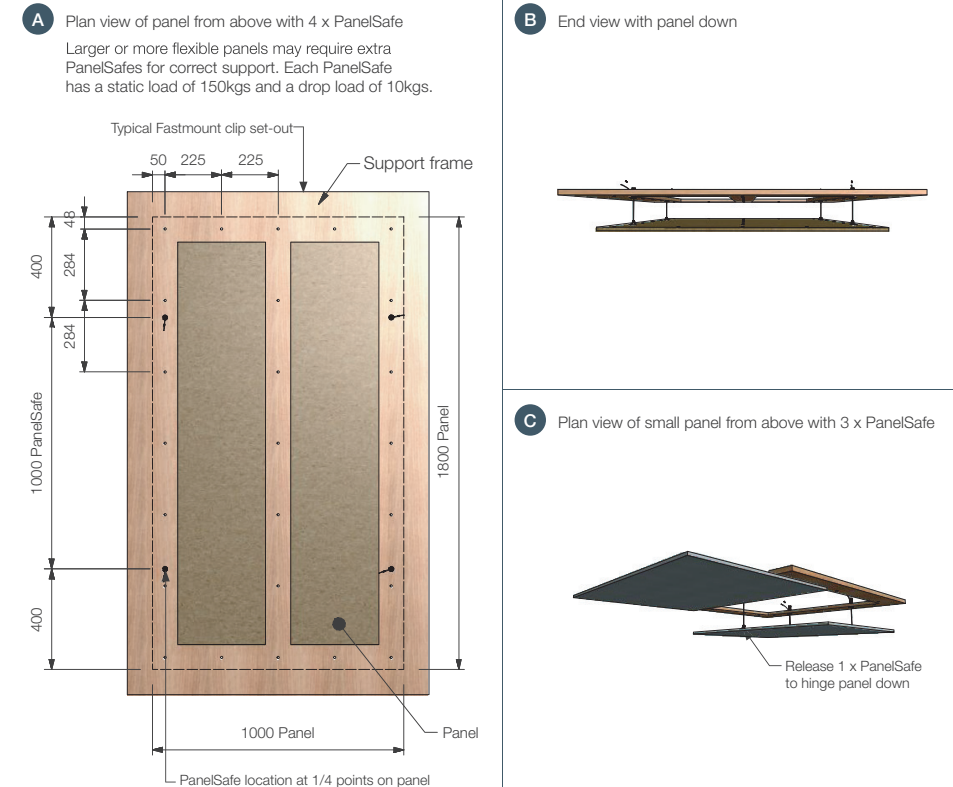 A Plan view of panel from above with 4 x PanelSafe
Larger or more flexible panels may require extra
PanelSafes for correct support. Each PanelSafe
has a static load of 150kgs and a drop load of 10kgs.
Typical Fastmount clip set-out
50 225 225
Support frame
48
400
284
284
1000 PanelSafe
1800 Panel
400
1000 Panel
Panel
PanelSafe location at 1/4 points on panel
B End view with panel down
C Plan view of small panel from above with 3 x PanelSafe
Release 1 x PanelSafe
to hinge panel down